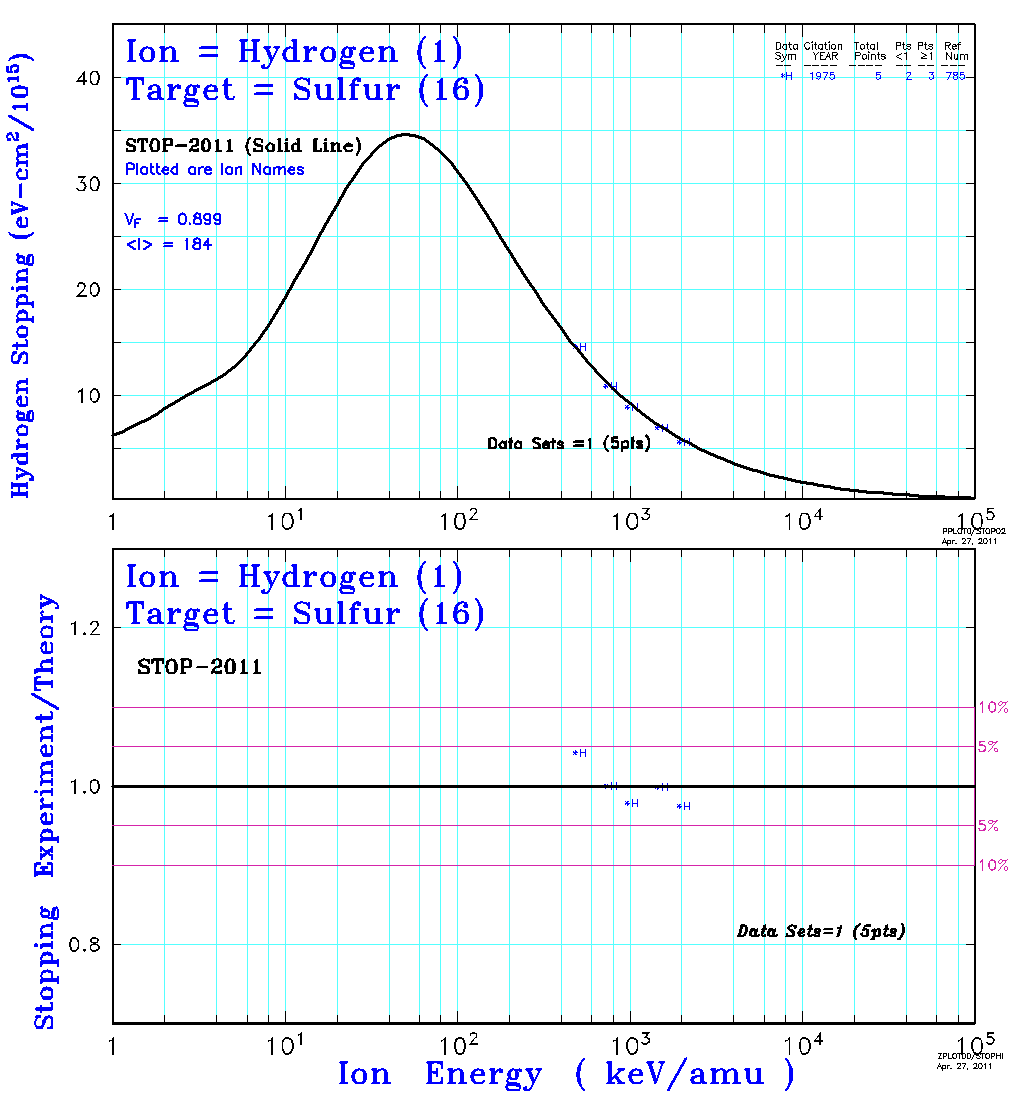 Ion = Hydrogen (1)
Target = Sulfur (16)
STOP-2011 (Solid Line)
Plotted are Ion Names
V_F = 0.899
<I> = 184
Data Citation Total Pts Pts Ref
Sym YEAR Points <1 ≥1 Num
*H 1975 5 2 3 785
Hydrogen Stopping (eV-cm²/10¹⁵)
40
30
20
10
*H
*H
*H
*H
*H
Data Sets =1 (5pts)
1 10¹ 10² 10³ 10⁴ 10⁵
PPLOTQ/STOP02
Apr. 27, 2011
Ion = Hydrogen (1)
Target = Sulfur (16)
STOP-2011
Stopping Experiment/Theory
1.2
1.0
0.8
10%
5%
5%
10%
*H
*H
*H
*H
*H
Data Sets=1 (5pts)
1 10¹ 10² 10³ 10⁴ 10⁵
Ion Energy ( keV/amu )
Apr. 27, 2011